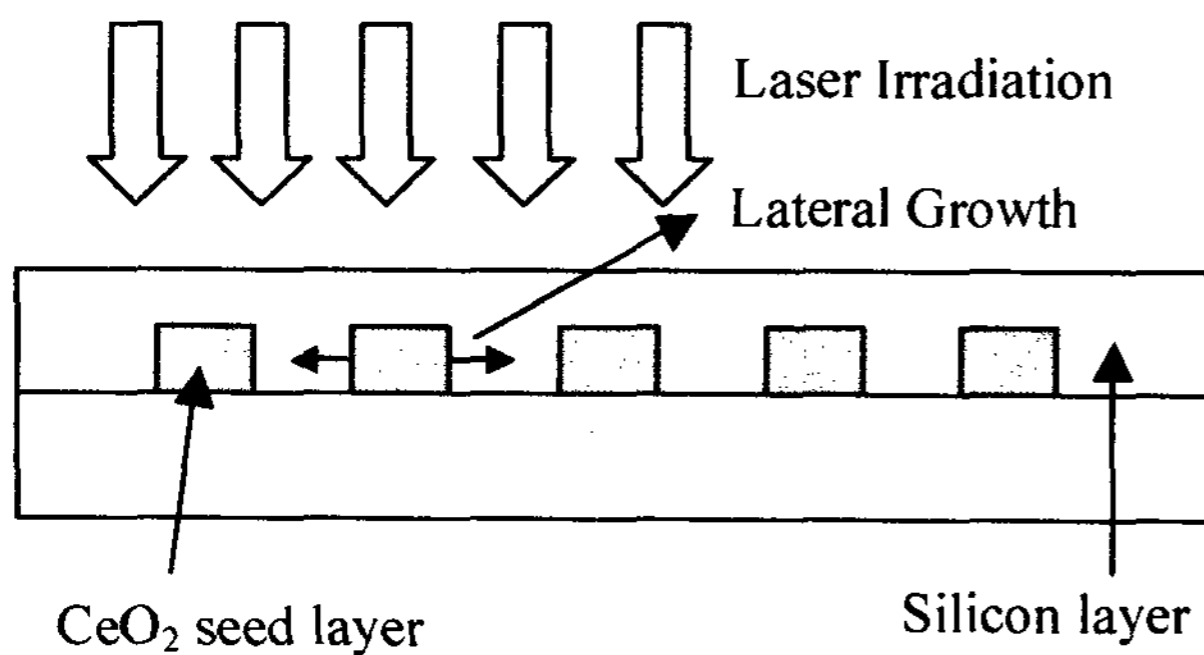 Laser Irradiation
Lateral Growth
CeO₂ seed layer
Silicon layer